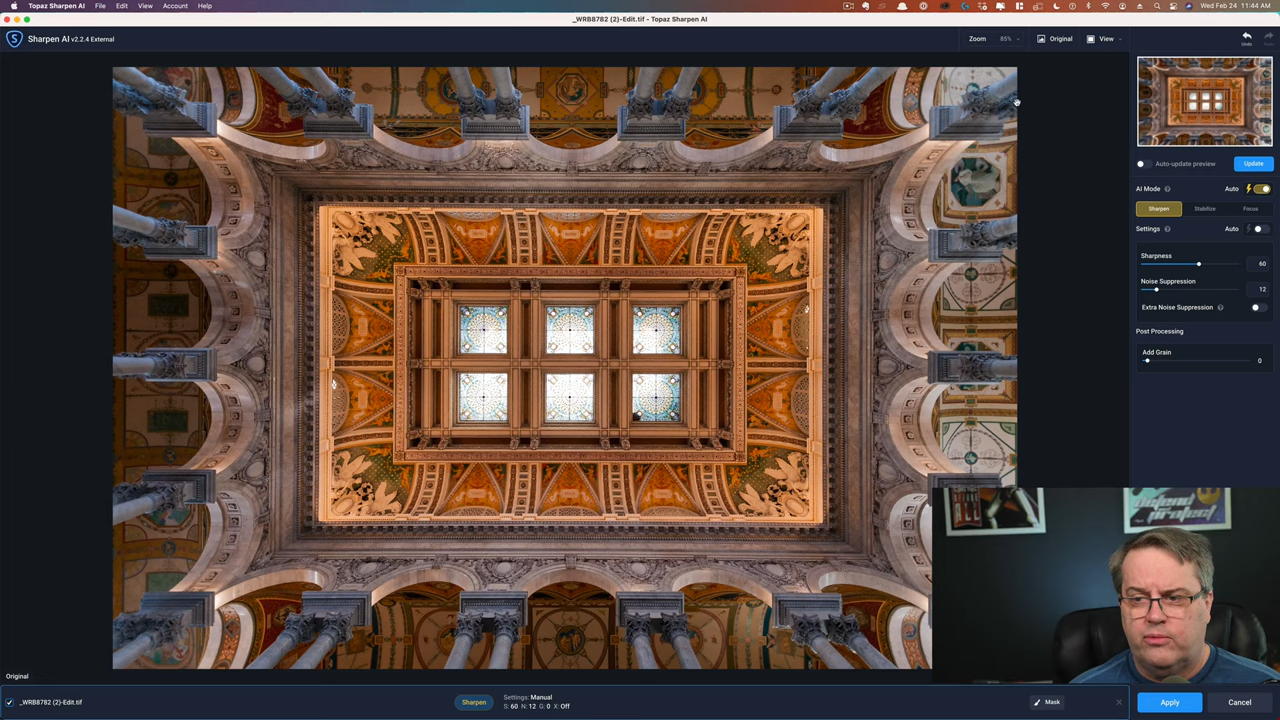 Topaz Sharpen AI File Edit View Account Help Wed Feb 24 11:44 AM
_WRB8782 (2)-Edit.tif - Topaz Sharpen AI
S Sharpen AI v2.2.4 External Zoom 85% Original View
Undo
Auto-update preview Update
AI Mode Auto
Sharpen Stabilize Focus
Settings Auto
Sharpness
60
Noise Suppression
12
Extra Noise Suppression
Post Processing
Add Grain
0
defend
protect
Original
_WRB8782 (2)-Edit.tif Sharpen Settings: Manual
S: 60 N: 12 G: 0 X: Off
Mask Apply Cancel